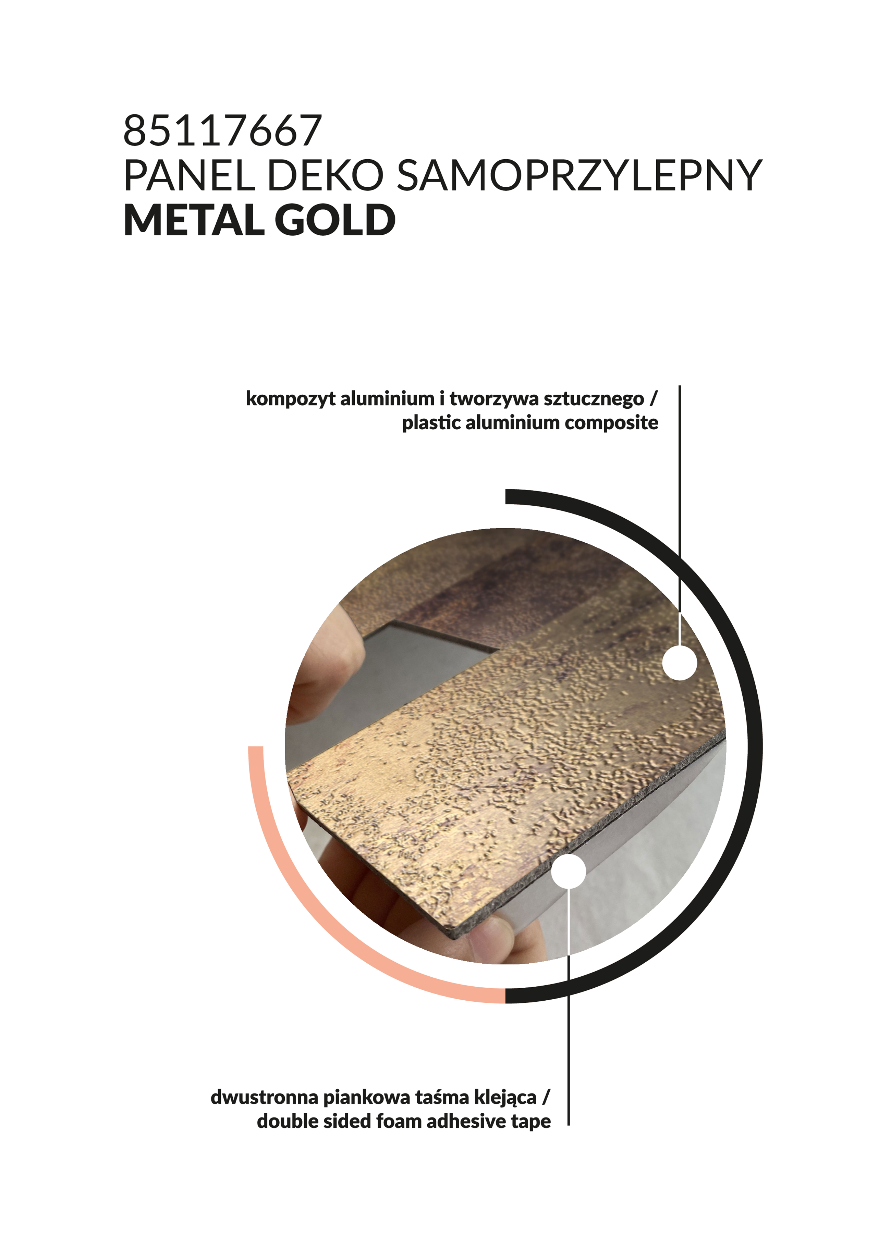 85117667
PANEL DEKO SAMOPRZYLEPNY
METAL GOLD
kompozyt aluminium i tworzywa sztucznego /
plastic aluminium composite
dwustronna piankowa taśma klejąca /
double sided foam adhesive tape